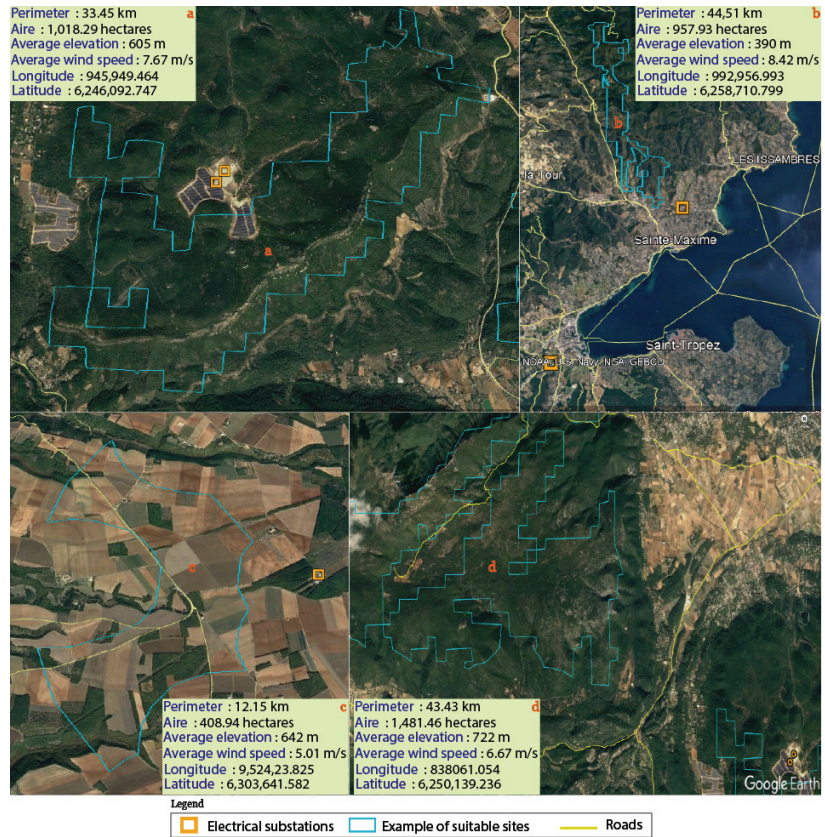 Perimeter : 33.45 km
a
Aire : 1,018.29 hectares
Average elevation : 605 m
Average wind speed : 7.67 m/s
Longitude : 945,949.464
Latitude : 6,246,092.747
a
Perimeter : 44,51 km
b
Aire : 957.93 hectares
Average elevation : 390 m
Average wind speed : 8.42 m/s
Longitude : 992,956.993
Latitude : 6,258,710.799
b
LES ISSAMBRES
la Tour
Sainte Maxime
Saint-Tropez
NGA, GEBCO
c
d
Perimeter : 12.15 km
c
Aire : 408.94 hectares
Average elevation : 642 m
Average wind speed : 5.01 m/s
Longitude : 9,524,23.825
Latitude : 6,303,641.582
Perimeter : 43.43 km
d
Aire : 1,481.46 hectares
Average elevation : 722 m
Average wind speed : 6.67 m/s
Longitude : 838061.054
Latitude : 6,250,139.236
Google Earth
Legend
Electrical substations
Example of suitable sites
Roads